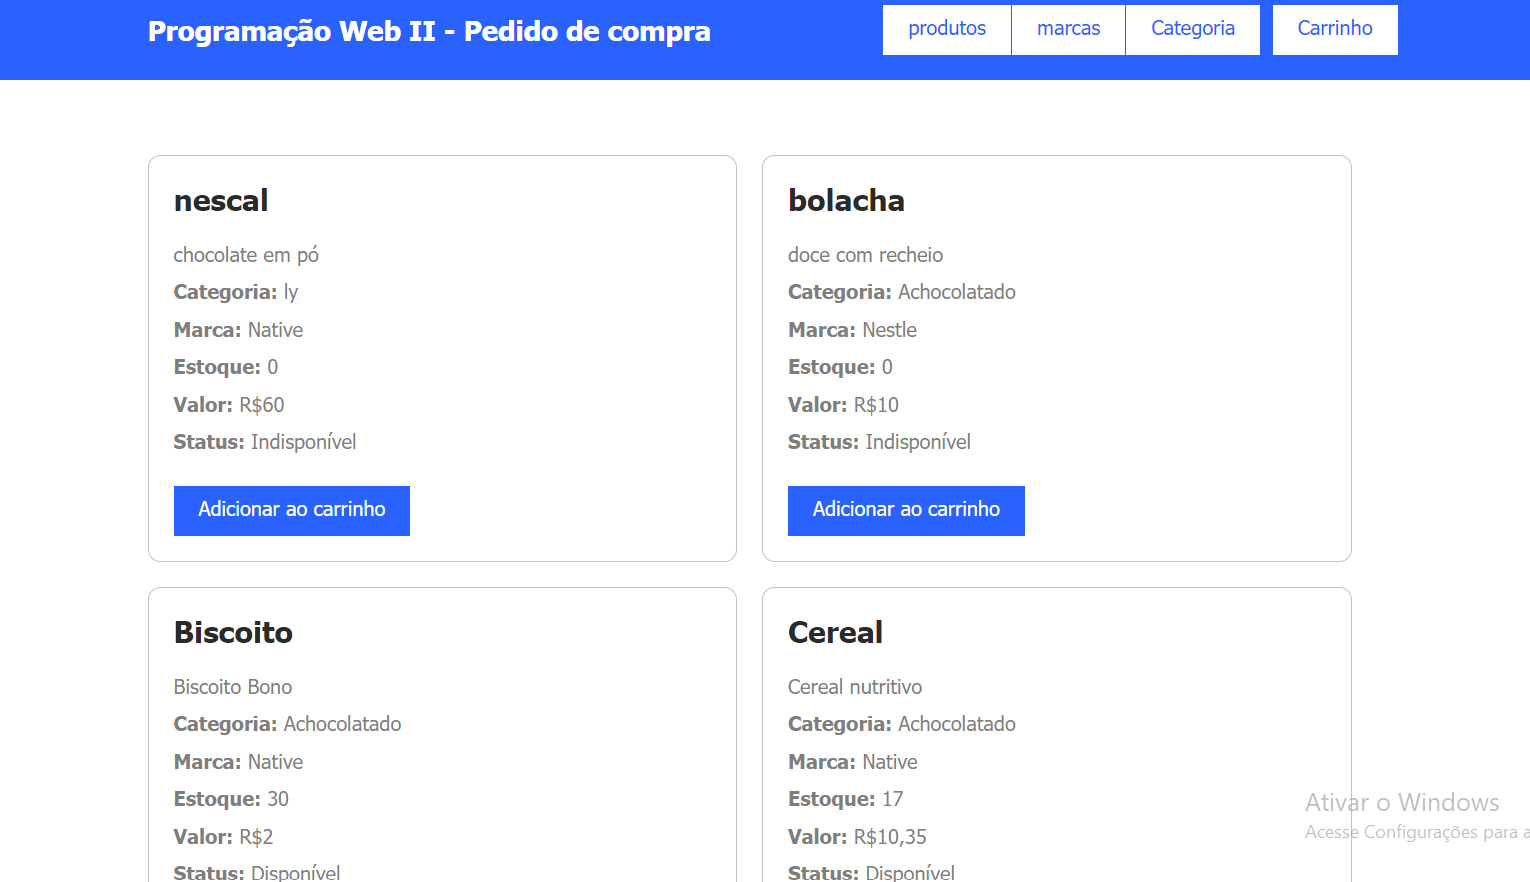 Programação Web II - Pedido de compra
produtos
marcas
Categoria
Carrinho
nescal
chocolate em pó
Categoria: ly
Marca: Native
Estoque: 0
Valor: R$60
Status: Indisponível
Adicionar ao carrinho
bolacha
doce com recheio
Categoria: Achocolatado
Marca: Nestle
Estoque: 0
Valor: R$10
Status: Indisponível
Adicionar ao carrinho
Biscoito
Biscoito Bono
Categoria: Achocolatado
Marca: Native
Estoque: 30
Valor: R$2
Status: Disponível
Cereal
Cereal nutritivo
Categoria: Achocolatado
Marca: Native
Estoque: 17
Valor: R$10,35
Status: Disponível
Ativar o Windows
Acesse Configurações para a